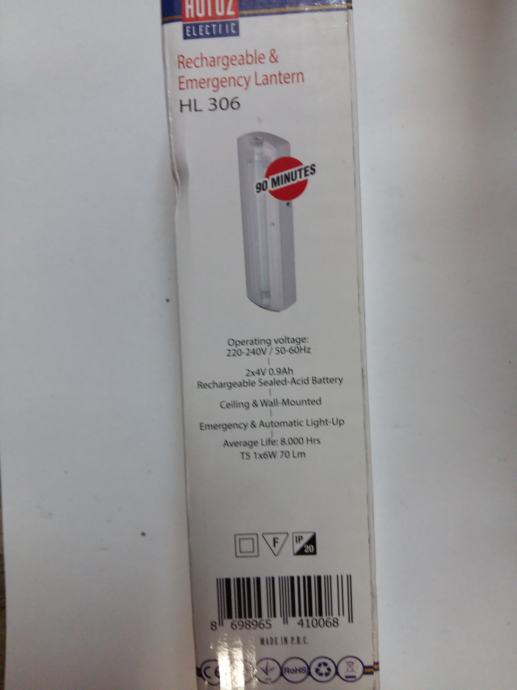 HOROZ
ELECTRIC
Rechargeable &
Emergency Lantern
HL 306
90 MINUTES
Operating voltage:
220-240V / 50-60Hz
2x4V 0.9Ah
Rechargeable Sealed-Acid Battery
Ceiling & Wall-Mounted
Emergency & Automatic Light-Up
Average Life: 8.000 Hrs
T5 1x6W 70 Lm
F
IP
20
8 698965 410068
MADE IN P.R.C.
CE
RoHS